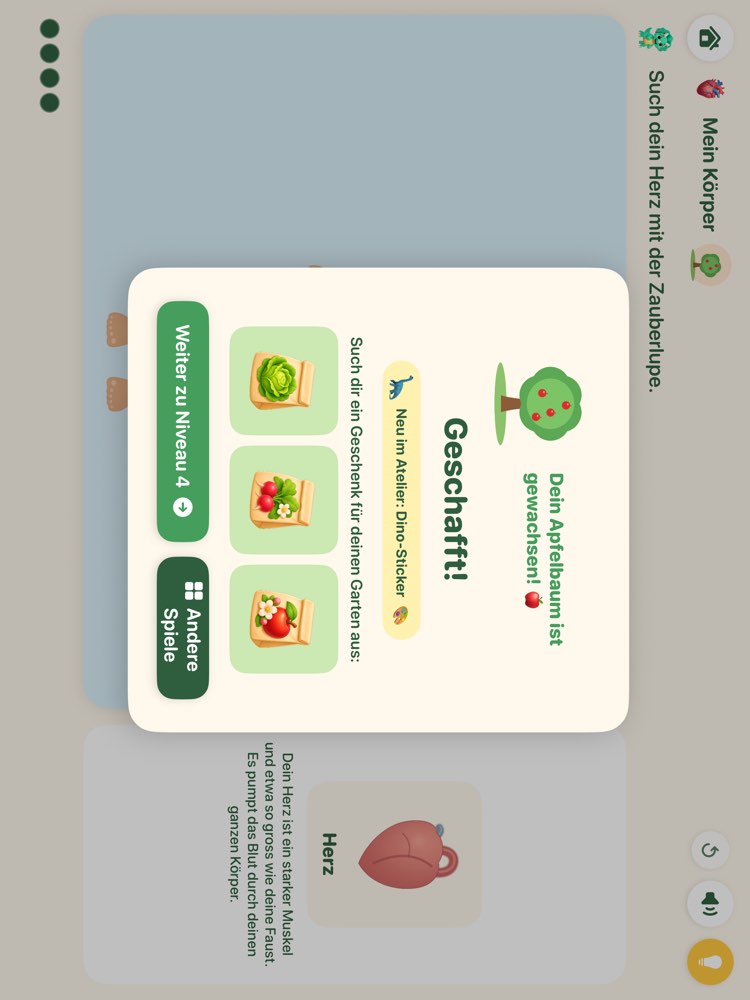 Mein Körper
Such dein Herz mit der Zauberlupe.
Dein Apfelbaum ist
gewachsen!
Geschafft!
Neu im Atelier: Dino-Sticker
Such dir ein Geschenk für deinen Garten aus:
Weiter zu Niveau 4
Andere
Spiele
Herz
Dein Herz ist ein starker Muskel
und etwa so gross wie deine Faust.
Es pumpt das Blut durch deinen
ganzen Körper.